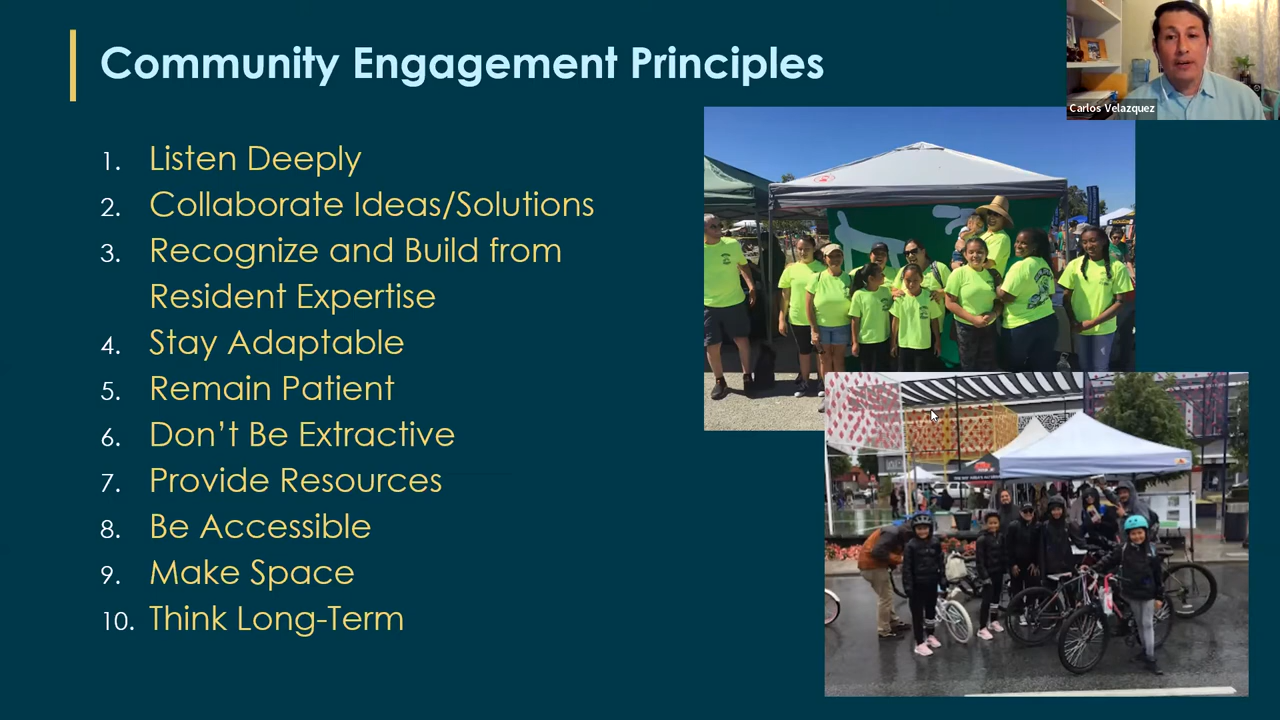 Community Engagement Principles
Carlos Velazquez
1. Listen Deeply
2. Collaborate Ideas/Solutions
3. Recognize and Build from
Resident Expertise
4. Stay Adaptable
5. Remain Patient
6. Don't Be Extractive
7. Provide Resources
8. Be Accessible
9. Make Space
10. Think Long-Term